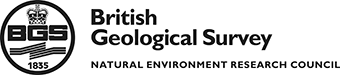 BGS
1835
British
Geological Survey
NATURAL ENVIRONMENT RESEARCH COUNCIL